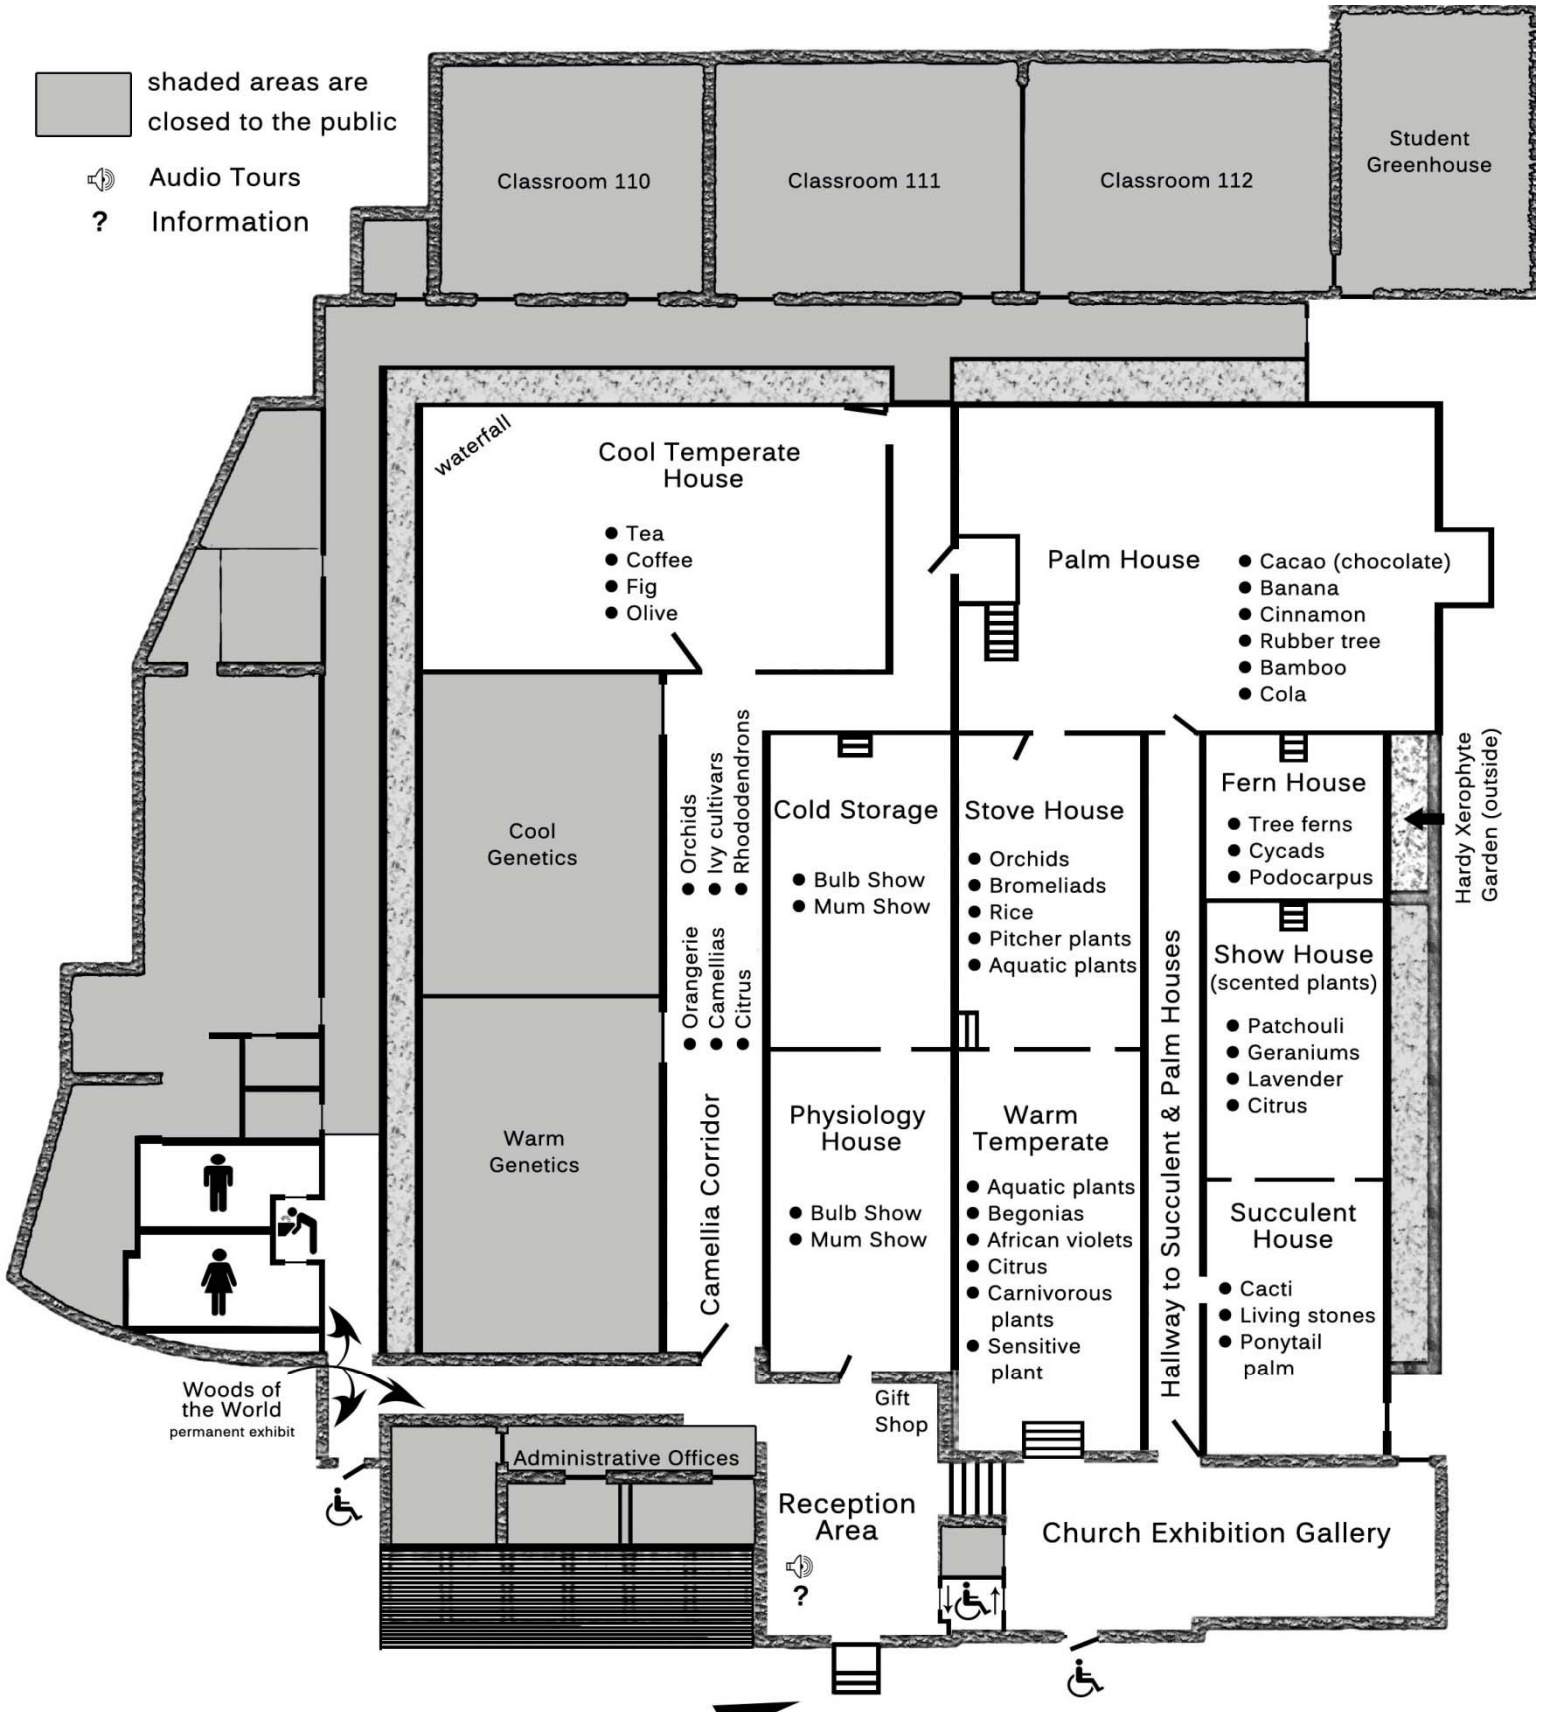 shaded areas are
closed to the public
Audio Tours
? Information
Classroom 110
Classroom 111
Classroom 112
Student
Greenhouse
waterfall
Cool Temperate
House
● Tea
● Coffee
● Fig
● Olive
Palm House
● Cacao (chocolate)
● Banana
● Cinnamon
● Rubber tree
● Bamboo
● Cola
Cool
Genetics
● Orchids
● Ivy cultivars
● Rhododendrons
● Orangerie
● Camellias
● Citrus
Camellia Corridor
Warm
Genetics
Cold Storage
● Bulb Show
● Mum Show
Stove House
● Orchids
● Bromeliads
● Rice
● Pitcher plants
● Aquatic plants
Fern House
● Tree ferns
● Cycads
● Podocarpus
Hardy Xerophyte
Garden (outside)
Show House
(scented plants)
● Patchouli
● Geraniums
● Lavender
● Citrus
Hallway to Succulent & Palm Houses
Physiology
House
● Bulb Show
● Mum Show
Warm
Temperate
● Aquatic plants
● Begonias
● African violets
● Citrus
● Carnivorous
plants
● Sensitive
plant
Succulent
House
● Cacti
● Living stones
● Ponytail
palm
Woods of
the World
permanent exhibit
Gift
Shop
Administrative Offices
Reception
Area
?
Church Exhibition Gallery